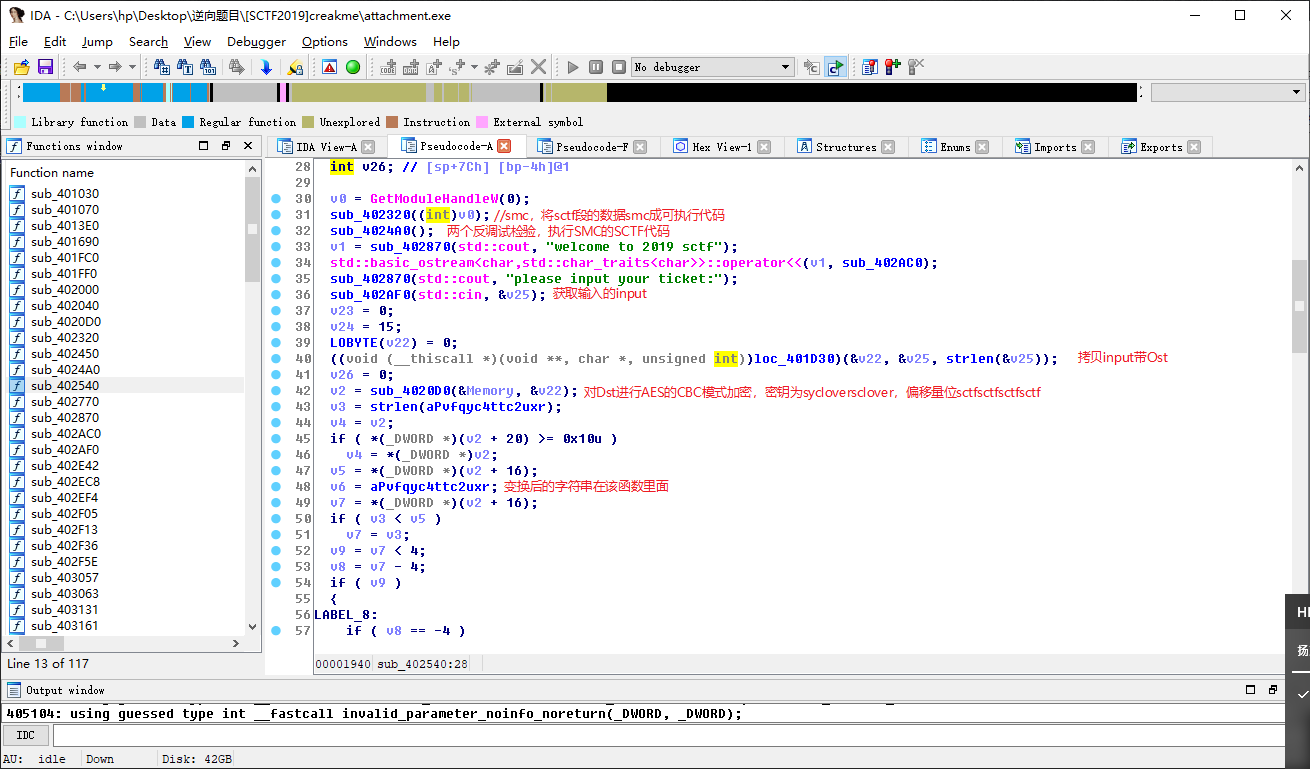 IDA - C:\Users\hp\Desktop\逆向题目\[SCTF2019]creakme\attachment.exe
File Edit Jump Search View Debugger Options Windows Help
No debugger
Library function Data Regular function Unexplored Instruction External symbol
Functions window
IDA View-A Pseudocode-A Pseudocode-F Hex View-1 Structures Enums Imports Exports
Function name
sub_401030
sub_401070
sub_4013E0
sub_401690
sub_401FC0
sub_401FF0
sub_402000
sub_402040
sub_4020D0
sub_402320
sub_402450
sub_4024A0
sub_402540
sub_402770
sub_402870
sub_402AC0
sub_402AF0
sub_402E42
sub_402EC8
sub_402EF4
sub_402F05
sub_402F13
sub_402F36
sub_402F5E
sub_403057
sub_403063
sub_403131
sub_403161
Line 13 of 117
28 int v26; // [sp+7Ch] [bp-4h]@1
29
30 v0 = GetModuleHandleW(0);
31 sub_402320((int)v0); //smc，将sctf段的数据smc成可执行代码
32 sub_4024A0(); 两个反调试检验，执行SMC的SCTF代码
33 v1 = sub_402870(std::cout, "welcome to 2019 sctf");
34 std::basic_ostream<char,std::char_traits<char>>::operator<<(v1, sub_402AC0);
35 sub_402870(std::cout, "please input your ticket:");
36 sub_402AF0(std::cin, &v25); 获取输入的input
37 v23 = 0;
38 v24 = 15;
39 LOBYTE(v22) = 0;
40 ((void (__thiscall *)(void **, char *, unsigned int))loc_401D30)(&v22, &v25, strlen(&v25)); 拷贝input带Ost
41 v26 = 0;
42 v2 = sub_4020D0(&Memory, &v22); 对Dst进行AES的CBC模式加密，密钥为sycloversclover，偏移量位sctfsctfsctfsctf
43 v3 = strlen(aPvfqyc4ttc2uxr);
44 v4 = v2;
45 if ( *(_DWORD *)(v2 + 20) >= 0x10u )
46 v4 = *(_DWORD *)v2;
47 v5 = *(_DWORD *)(v2 + 16);
48 v6 = aPvfqyc4ttc2uxr; 变换后的字符串在该函数里面
49 v7 = *(_DWORD *)(v2 + 16);
50 if ( v3 < v5 )
51 v7 = v3;
52 v9 = v7 < 4;
53 v8 = v7 - 4;
54 if ( v9 )
55 {
56 LABEL_8:
57 if ( v8 == -4 )
00001940 sub_402540:28
Output window
405104: using guessed type int __fastcall invalid_parameter_noinfo_noreturn(_DWORD, _DWORD);
IDC
AU: idle Down Disk: 42GB